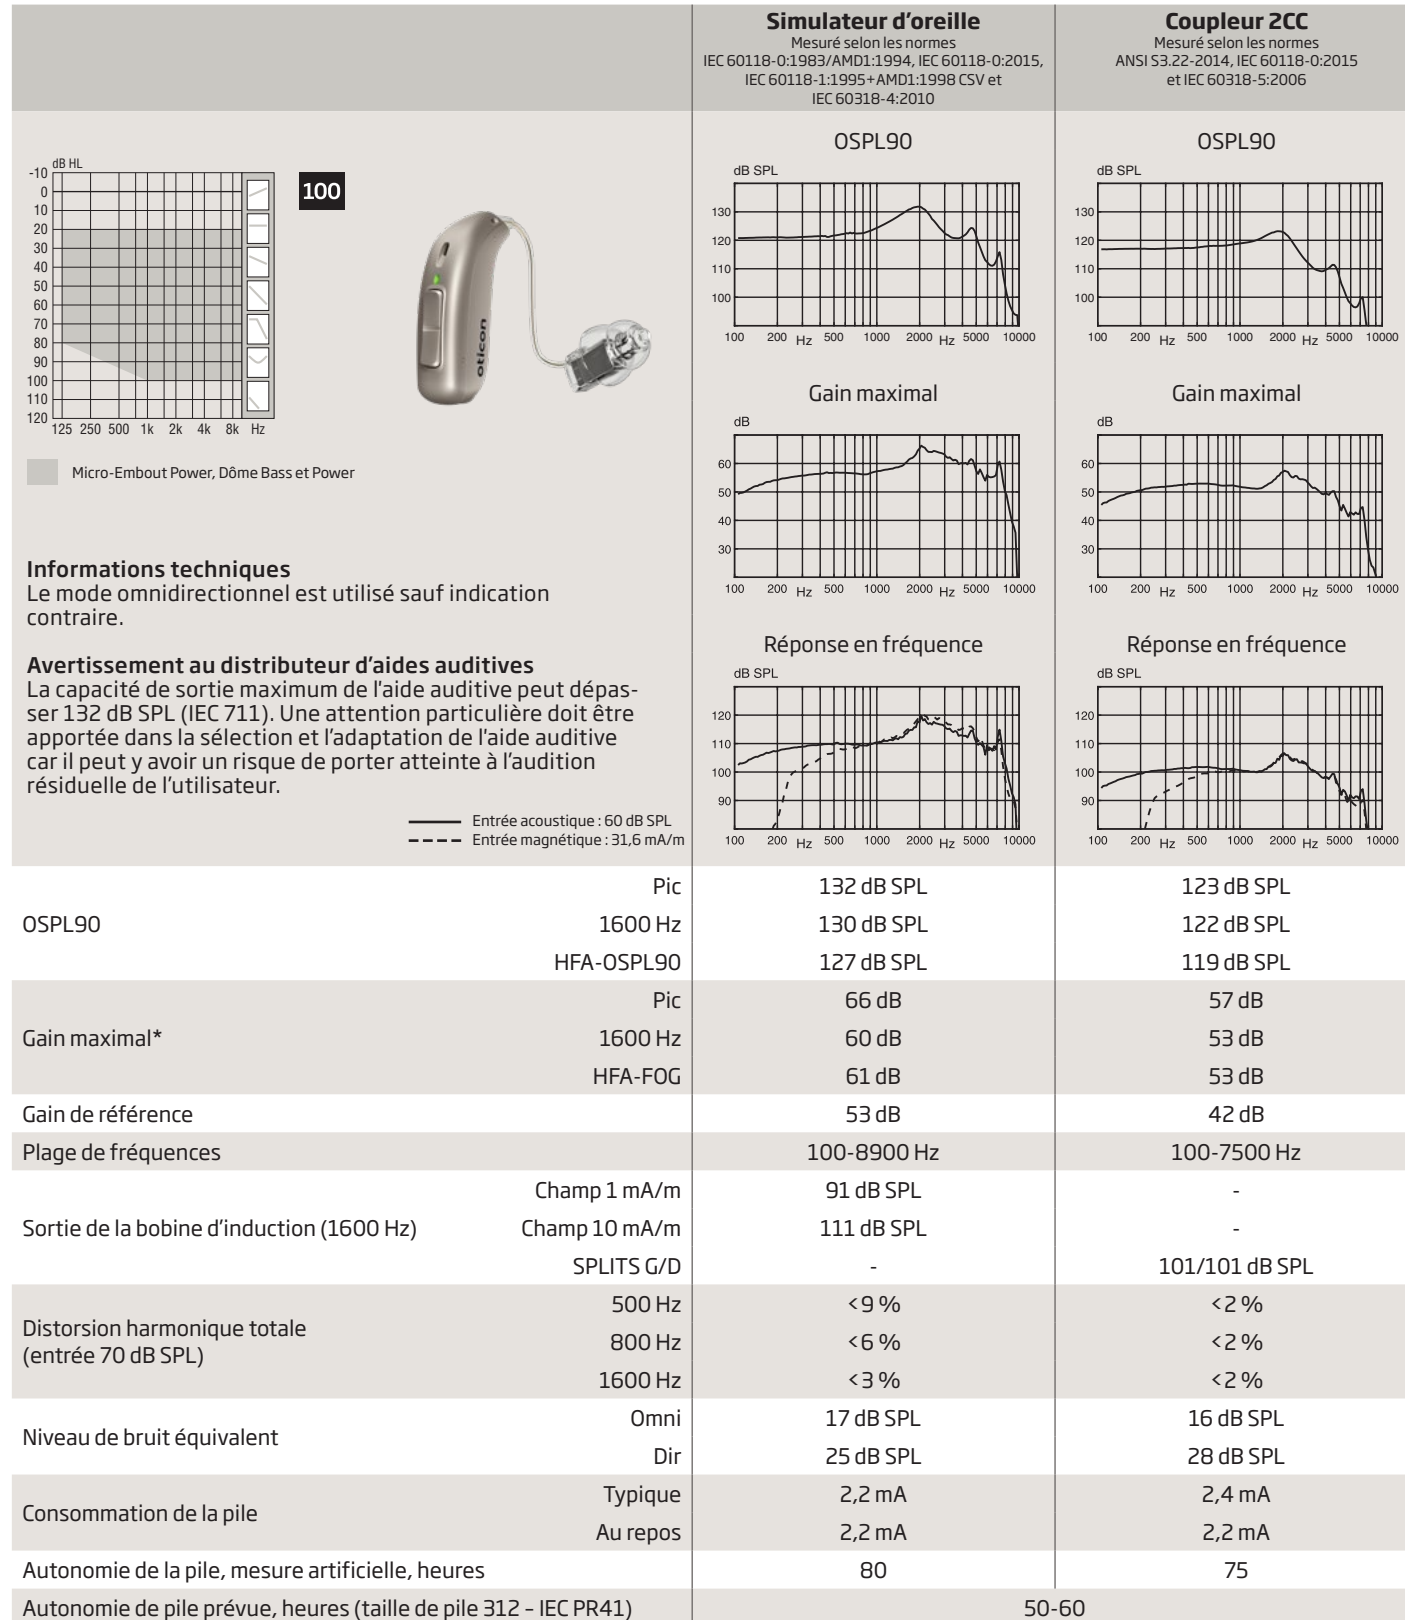 Simulateur d'oreille
Mesuré selon les normes
IEC 60118-0:1983/AMD1:1994, IEC 60118-0:2015,
IEC 60118-1:1995+AMD1:1998 CSV et
IEC 60318-4:2010
Coupleur 2CC
Mesuré selon les normes
ANSI S3.22-2014, IEC 60118-0:2015
et IEC 60318-5:2006
dB HL
-10
0
10
20
30
40
50
60
70
80
90
100
110
120
125 250 500 1k 2k 4k 8k Hz
100
oticon
Micro-Embout Power, Dôme Bass et Power
Informations techniques
Le mode omnidirectionnel est utilisé sauf indication
contraire.
Avertissement au distributeur d'aides auditives
La capacité de sortie maximum de l'aide auditive peut dépas-
ser 132 dB SPL (IEC 711). Une attention particulière doit être
apportée dans la sélection et l'adaptation de l'aide auditive
car il peut y avoir un risque de porter atteinte à l'audition
résiduelle de l'utilisateur.
Entrée acoustique : 60 dB SPL
Entrée magnétique : 31,6 mA/m
OSPL90
dB SPL
130
120
110
100
100 200 Hz 500 1000 2000 Hz 5000 10000
OSPL90
dB SPL
130
120
110
100
100 200 Hz 500 1000 2000 Hz 5000 10000
Gain maximal
dB
60
50
40
30
100 200 Hz 500 1000 2000 Hz 5000 10000
Gain maximal
dB
60
50
40
30
100 200 Hz 500 1000 2000 Hz 5000 10000
Réponse en fréquence
dB SPL
120
110
100
90
100 200 Hz 500 1000 2000 Hz 5000 10000
Réponse en fréquence
dB SPL
120
110
100
90
100 200 Hz 500 1000 2000 Hz 5000 10000
Pic 132 dB SPL 123 dB SPL
OSPL90 1600 Hz 130 dB SPL 122 dB SPL
HFA-OSPL90 127 dB SPL 119 dB SPL
Pic 66 dB 57 dB
Gain maximal* 1600 Hz 60 dB 53 dB
HFA-FOG 61 dB 53 dB
Gain de référence 53 dB 42 dB
Plage de fréquences 100-8900 Hz 100-7500 Hz
Champ 1 mA/m 91 dB SPL -
Sortie de la bobine d'induction (1600 Hz) Champ 10 mA/m 111 dB SPL -
SPLITS G/D - 101/101 dB SPL
500 Hz <9 % <2 %
Distorsion harmonique totale
(entrée 70 dB SPL)
800 Hz <6 % <2 %
1600 Hz <3 % <2 %
Niveau de bruit équivalent
Omni 17 dB SPL 16 dB SPL
Dir 25 dB SPL 28 dB SPL
Consommation de la pile
Typique 2,2 mA 2,4 mA
Au repos 2,2 mA 2,2 mA
Autonomie de la pile, mesure artificielle, heures 80 75
Autonomie de pile prévue, heures (taille de pile 312 – IEC PR41) 50-60